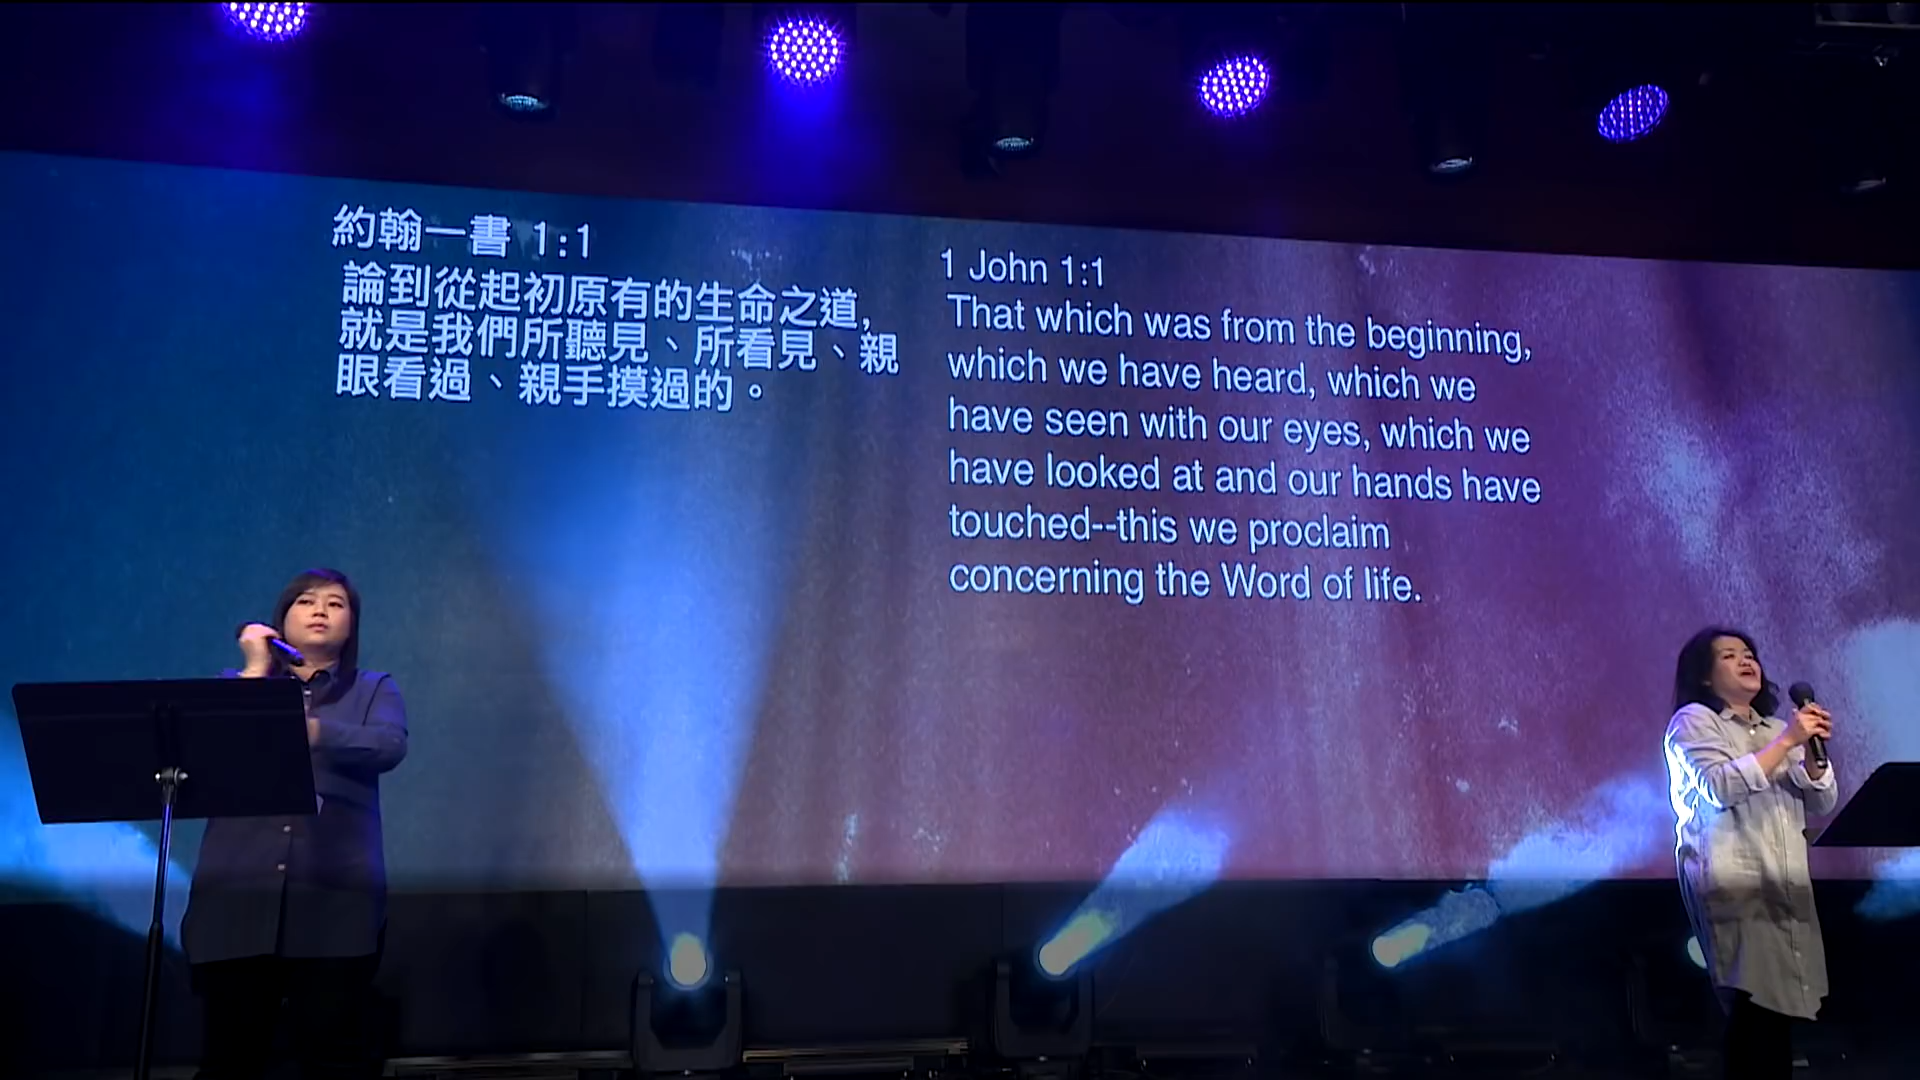 約翰一書 1:1
論到從起初原有的生命之道,
就是我們所聽見、所看見、親
眼看過、親手摸過的。
1 John 1:1
That which was from the beginning,
which we have heard, which we
have seen with our eyes, which we
have looked at and our hands have
touched--this we proclaim
concerning the Word of life.